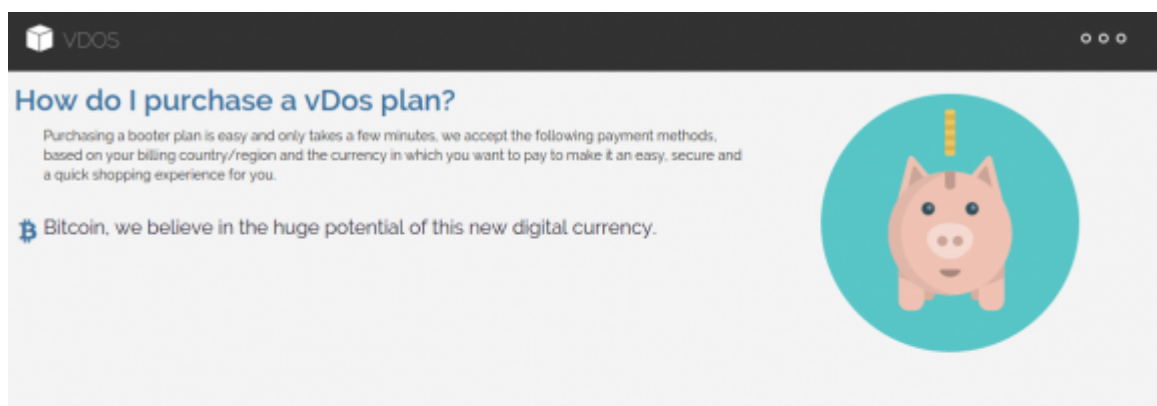 VDOS
How do I purchase a vDos plan?
Purchasing a booter plan is easy and only takes a few minutes, we accept the following payment methods,
based on your billing country/region and the currency in which you want to pay to make it an easy, secure and
a quick shopping experience for you.
Bitcoin, we believe in the huge potential of this new digital currency.